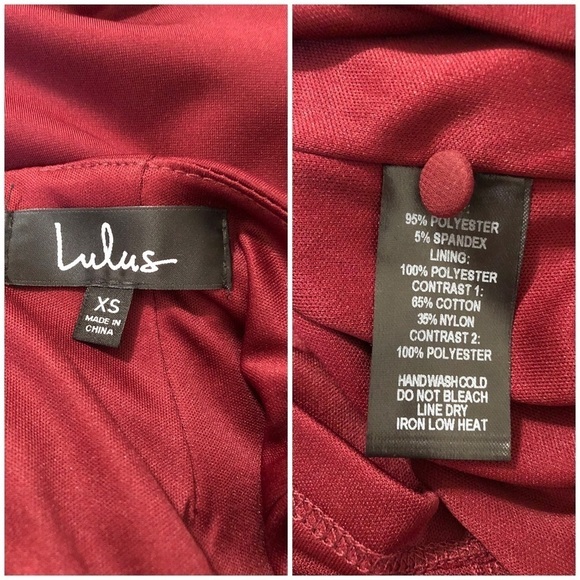 Lulus
XS
MADE IN
CHINA
95% POLYESTER
5% SPANDEX
LINING:
100% POLYESTER
CONTRAST 1:
65% COTTON
35% NYLON
CONTRAST 2:
100% POLYESTER
HAND WASH COLD
DO NOT BLEACH
LINE DRY
IRON LOW HEAT